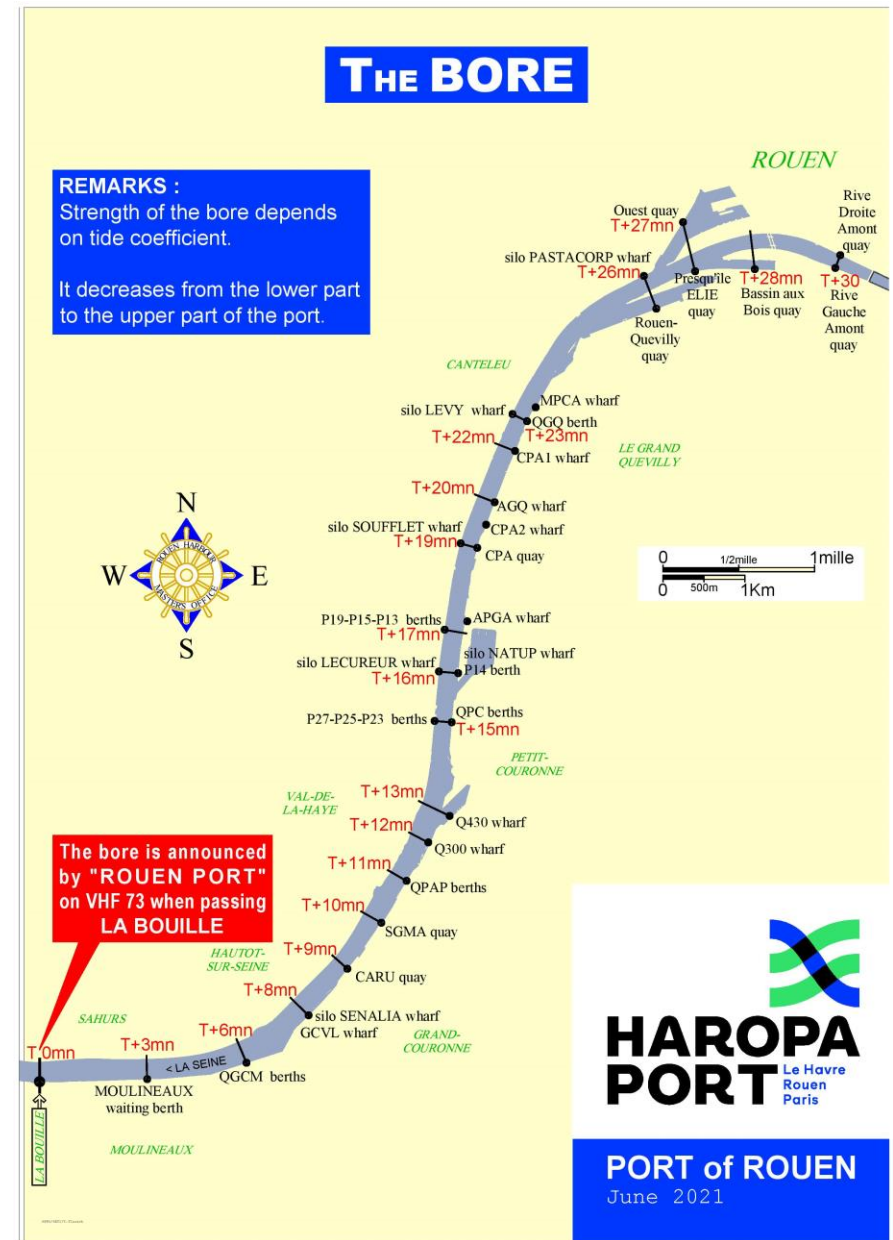 THE BORE
REMARKS :
Strength of the bore depends
on tide coefficient.
It decreases from the lower part
to the upper part of the port.
ROUEN
Rive
Droite
Amont
quay
Ouest quay
T+27mn
silo PASTACORP wharf
T+26mn
Presqu'ile
ELIE
quay
T+28mn
Bassin aux
Bois quay
T+30
Rive
Gauche
Amont
quay
Rouen-
Quevilly
quay
CANTELEU
MPCA wharf
silo LEVY wharf
QGQ berth
T+22mn
T+23mn
CPA1 wharf
LE GRAND
QUEVILLY
T+20mn
AGQ wharf
CPA2 wharf
silo SOUFFLET wharf
T+19mn
CPA quay
N
W
E
S
ROUEN HARBOUR
MASTER'S OFFICE
0
1/2mille
1mille
0
500m
1Km
P19-P15-P13 berths
APGA wharf
T+17mn
silo NATUP wharf
silo LECUREUR wharf
P14 berth
T+16mn
P27-P25-P23 berths
QPC berths
T+15mn
PETIT-
COURONNE
VAL-DE-
LA-HAYE
T+13mn
Q430 wharf
T+12mn
Q300 wharf
T+11mn
QPAP berths
T+10mn
SGMA quay
The bore is announced
by "ROUEN PORT"
on VHF 73 when passing
LA BOUILLE
HAUTOT-
SUR-SEINE
T+9mn
CARU quay
T+8mn
silo SENALIA wharf
GCVL wharf
GRAND-
COURONNE
SAHURS
T 0mn
T+3mn
T+6mn
< LA SEINE
QGCM berths
MOULINEAUX
waiting berth
LA BOUILLE
MOULINEAUX
HAROPA
PORT
Le Havre
Rouen
Paris
PORT of ROUEN
June 2021